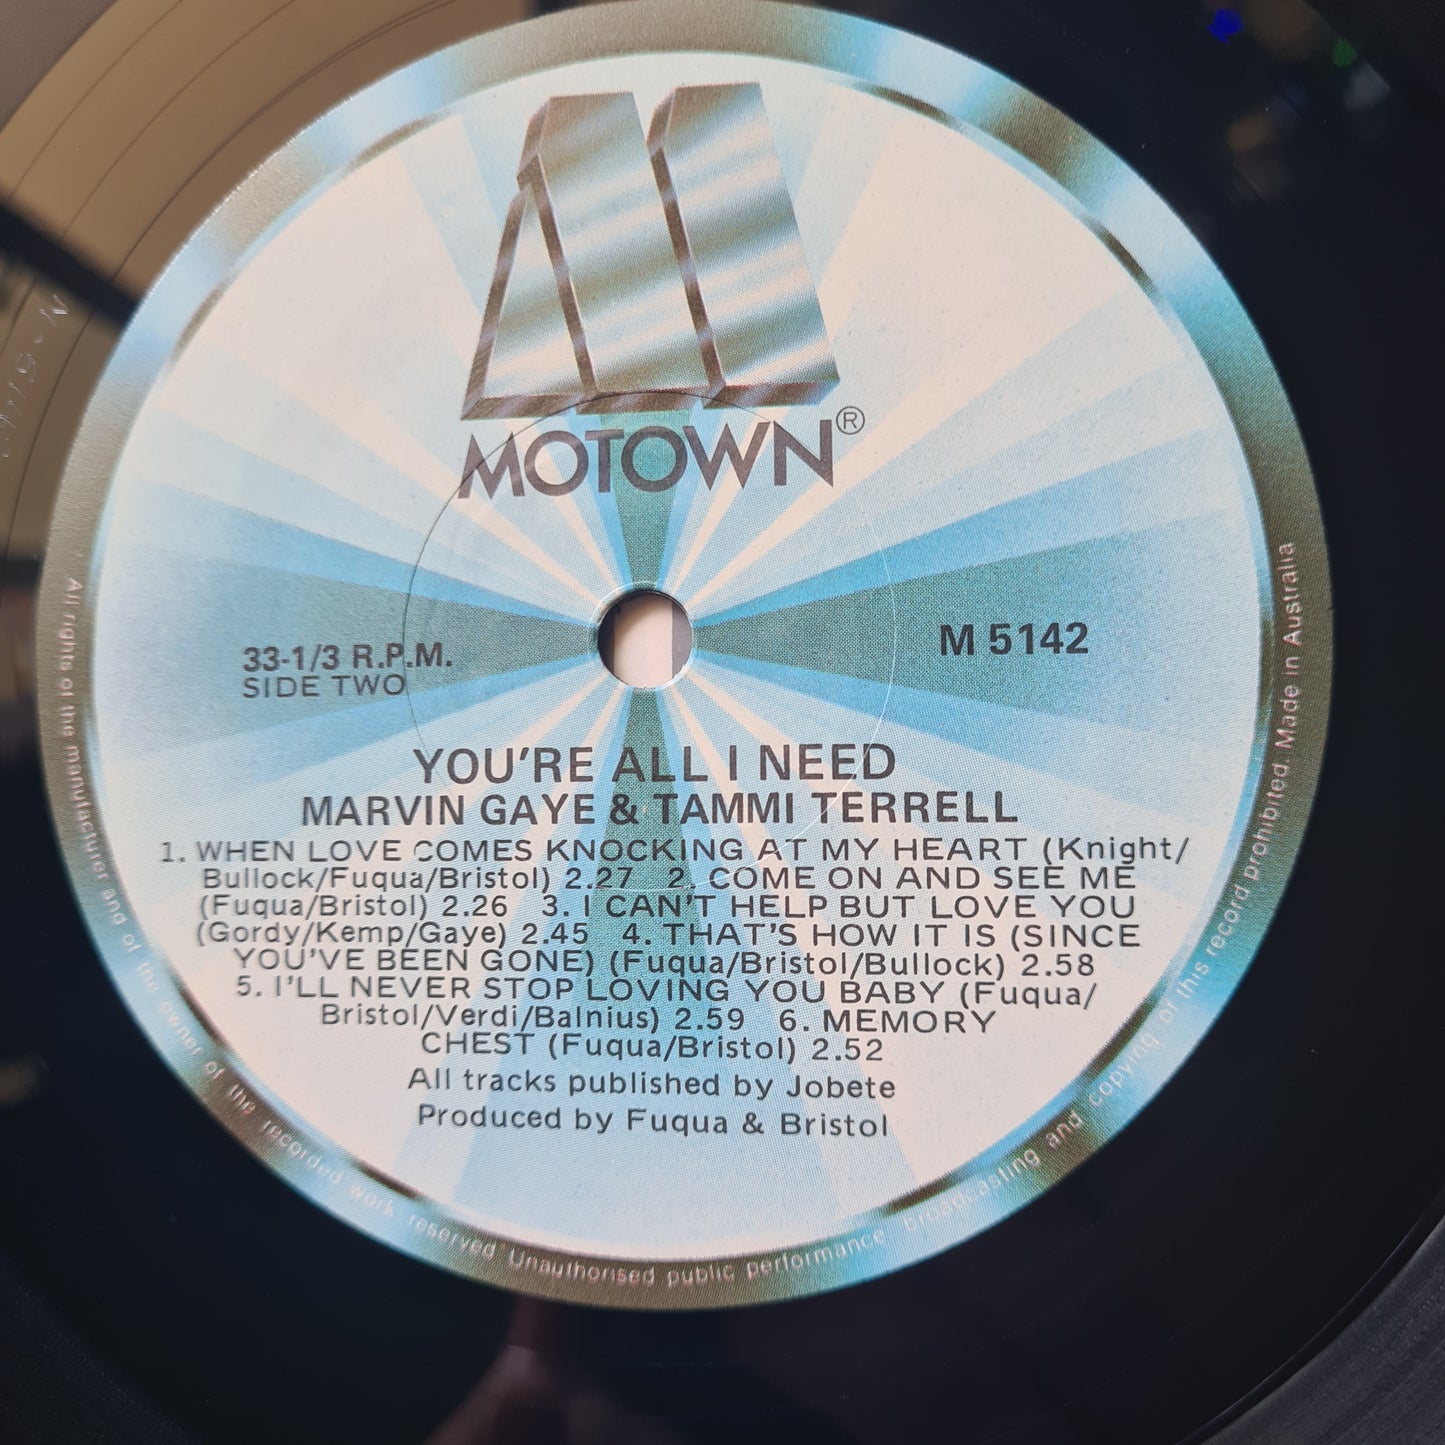 MOTOWN®
33-1/3 R.P.M.
SIDE TWO
M 5142
YOU'RE ALL I NEED
MARVIN GAYE & TAMMI TERRELL
1. WHEN LOVE COMES KNOCKING AT MY HEART (Knight/
Bullock/Fuqua/Bristol) 2.27 2. COME ON AND SEE ME
(Fuqua/Bristol) 2.26 3. I CAN'T HELP BUT LOVE YOU
(Gordy/Kemp/Gaye) 2.45 4. THAT'S HOW IT IS (SINCE
YOU'VE BEEN GONE) (Fuqua/Bristol/Bullock) 2.58
5. I'LL NEVER STOP LOVING YOU BABY (Fuqua/
Bristol/Verdi/Balnius) 2.59 6. MEMORY
CHEST (Fuqua/Bristol) 2.52
All tracks published by Jobete
Produced by Fuqua & Bristol
All rights of the manufacturer and of the owner of the recorded work reserved Unauthorised public performance, broadcasting and copying of this record prohibited. Made in Australia